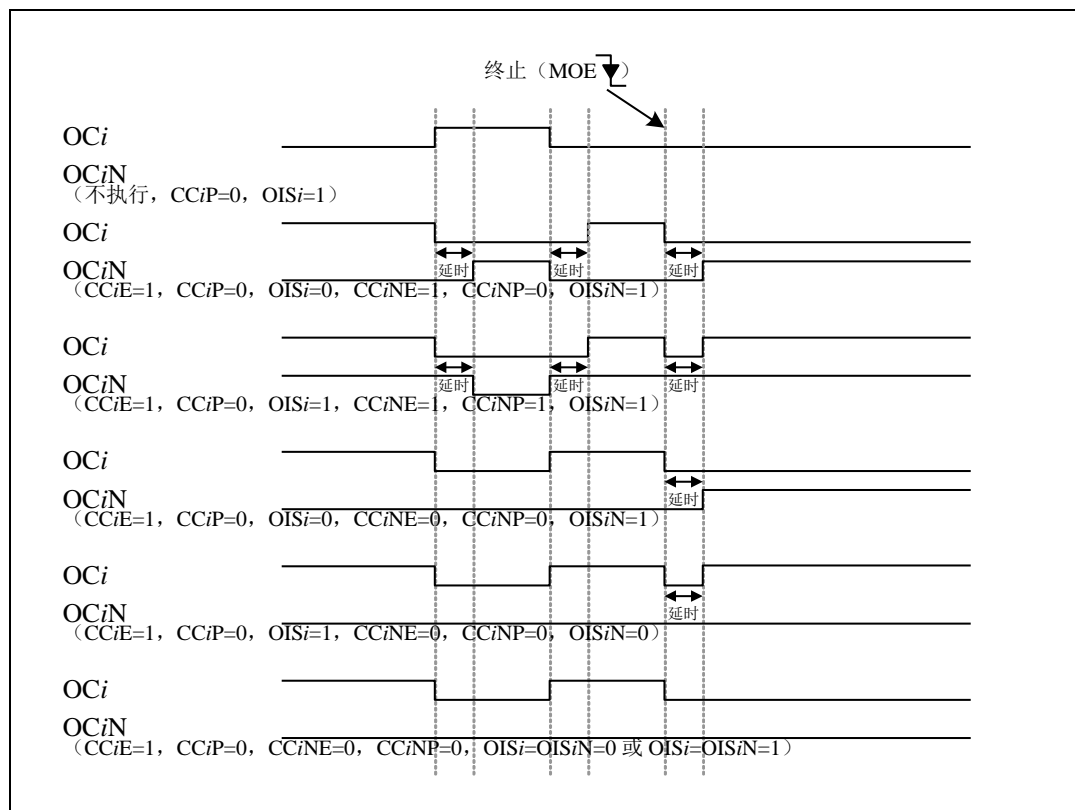 终止（MOE）
OCi
OCiN
（不执行，CCiP=0，OISi=1）
OCi
OCiN
延时 延时 延时
（CCiE=1，CCiP=0，OISi=0，CCiNE=1，CCiNP=0，OISiN=1）
OCi
OCiN
延时 延时 延时
（CCiE=1，CCiP=0，OISi=1，CCiNE=1，CCiNP=1，OISiN=1）
OCi
OCiN
延时
（CCiE=1，CCiP=0，OISi=0，CCiNE=0，CCiNP=0，OISiN=1）
OCi
OCiN
延时
（CCiE=1，CCiP=0，OISi=1，CCiNE=0，CCiNP=0，OISiN=0）
OCi
OCiN
（CCiE=1，CCiP=0，CCiNE=0，CCiNP=0，OISi=OISiN=0 或 OISi=OISiN=1）